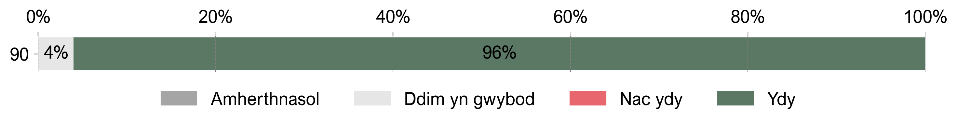 0% 20% 40% 60% 80% 100%
90 4% 96%
Amherthnasol Ddim yn gwybod Nac ydy Ydy